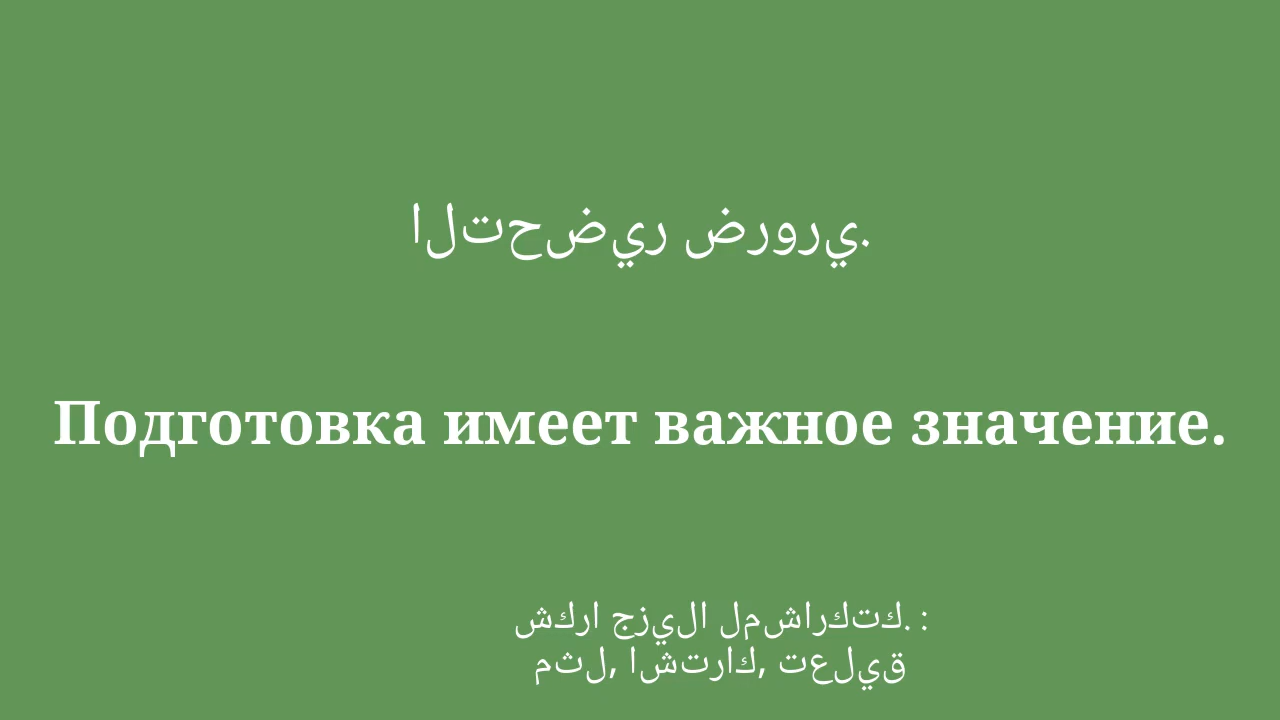 التحضير ضروري.
Подготовка имеет важное значение.
شكرا جزيلا لمشاركتك. :
مثل, اشتراك, تعليق